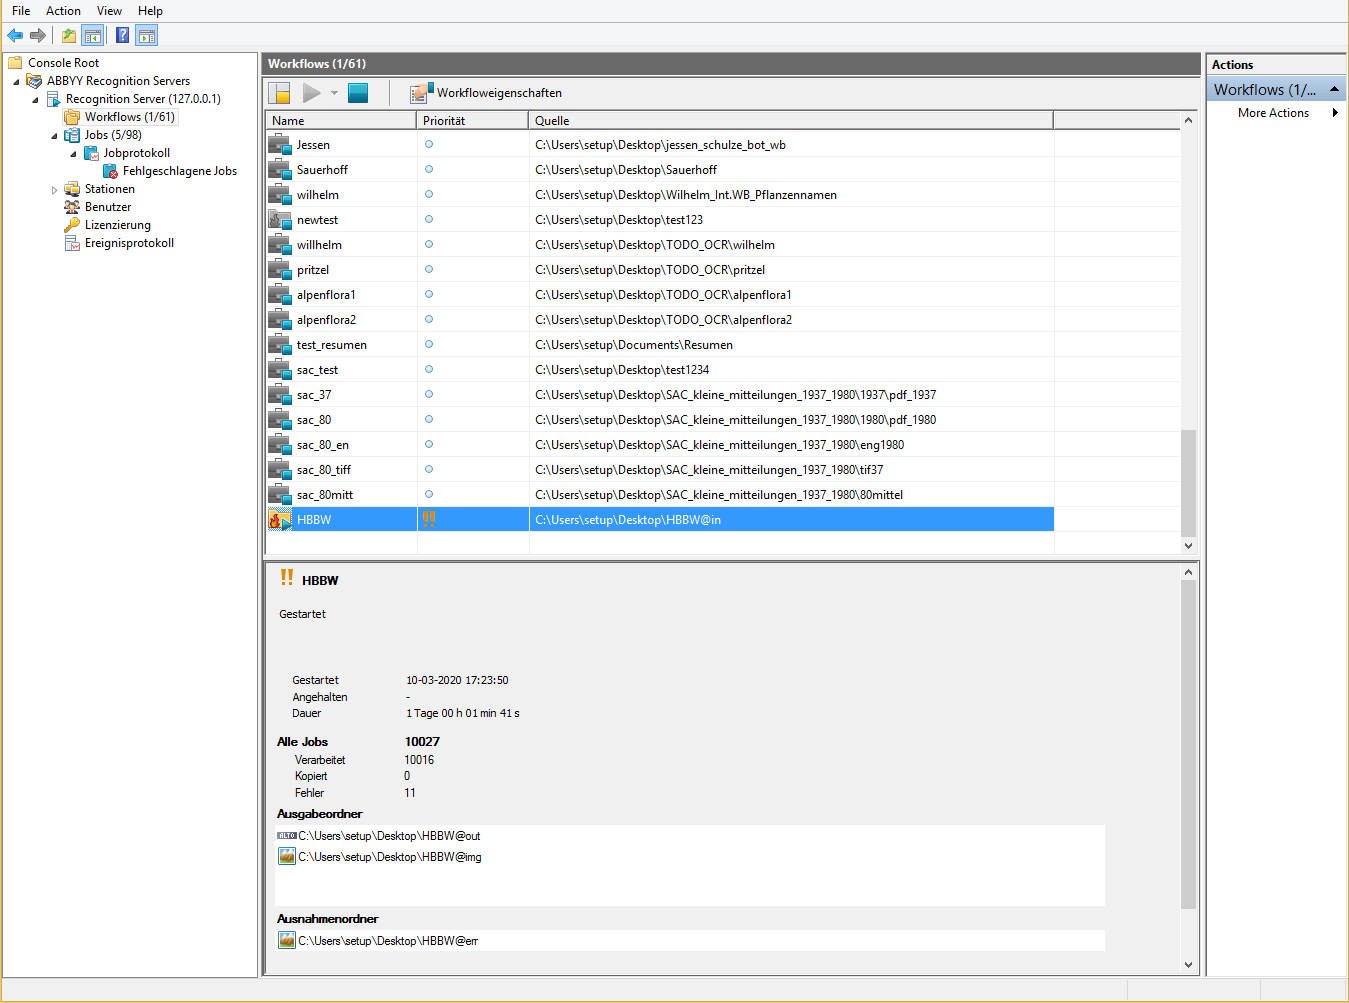 File Action View Help
Console Root
ABBYY Recognition Servers
Recognition Server (127.0.0.1)
Workflows (1/61)
Jobs (5/98)
Jobprotokoll
Fehlgeschlagene Jobs
Stationen
Benutzer
Lizenzierung
Ereignisprotokoll
Workflows (1/61)
Workfloweigenschaften
Name Priorität Quelle
Jessen C:\Users\setup\Desktop\jessen_schulze_bot_wb
Sauerhoff C:\Users\setup\Desktop\Sauerhoff
wilhelm C:\Users\setup\Desktop\Wilhelm_Int.WB_Pflanzennamen
newtest C:\Users\setup\Desktop\test123
willhelm C:\Users\setup\Desktop\TODO_OCR\wilhelm
pritzel C:\Users\setup\Desktop\TODO_OCR\pritzel
alpenflora1 C:\Users\setup\Desktop\TODO_OCR\alpenflora1
alpenflora2 C:\Users\setup\Desktop\TODO_OCR\alpenflora2
test_resumen C:\Users\setup\Documents\Resumen
sac_test C:\Users\setup\Desktop\test1234
sac_37 C:\Users\setup\Desktop\SAC_kleine_mitteilungen_1937_1980\1937\pdf_1937
sac_80 C:\Users\setup\Desktop\SAC_kleine_mitteilungen_1937_1980\1980\pdf_1980
sac_80_en C:\Users\setup\Desktop\SAC_kleine_mitteilungen_1937_1980\eng1980
sac_80_tiff C:\Users\setup\Desktop\SAC_kleine_mitteilungen_1937_1980\tif37
sac_80mitt C:\Users\setup\Desktop\SAC_kleine_mitteilungen_1937_1980\80mittel
HBBW !! C:\Users\setup\Desktop\HBBW@in
!! HBBW
Gestartet
Gestartet 10-03-2020 17:23:50
Angehalten -
Dauer 1 Tage 00 h 01 min 41 s
Alle Jobs 10027
Verarbeitet 10016
Kopiert 0
Fehler 11
Ausgabeordner
ALTO C:\Users\setup\Desktop\HBBW@out
C:\Users\setup\Desktop\HBBW@img
Ausnahmenordner
C:\Users\setup\Desktop\HBBW@err
Actions
Workflows (1/...
More Actions